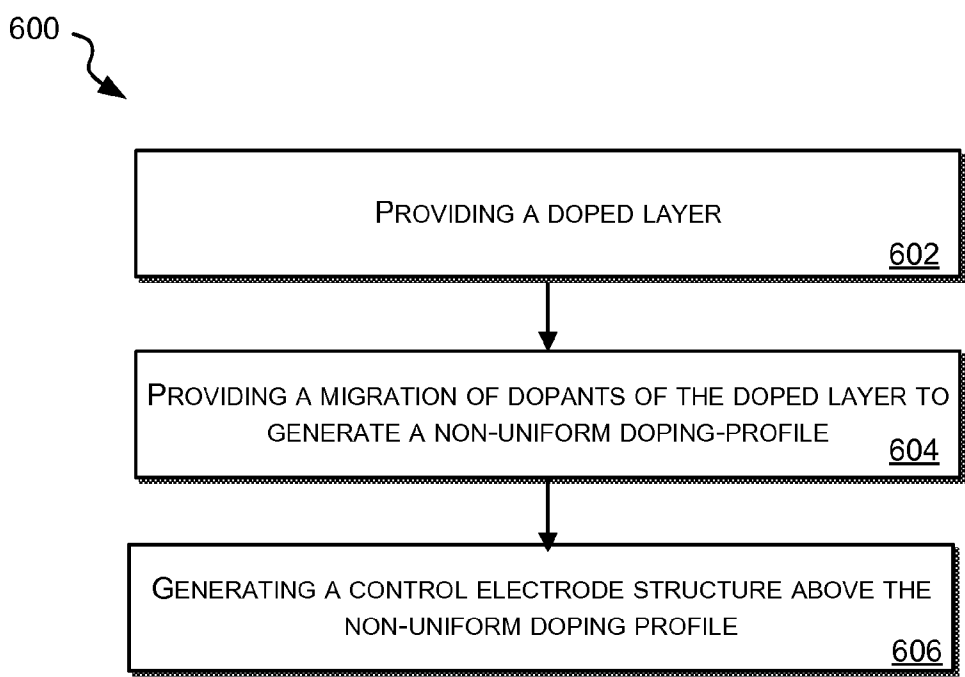 600
PROVIDING A DOPED LAYER
602
PROVIDING A MIGRATION OF DOPANTS OF THE DOPED LAYER TO
GENERATE A NON-UNIFORM DOPING-PROFILE
604
GENERATING A CONTROL ELECTRODE STRUCTURE ABOVE THE
NON-UNIFORM DOPING PROFILE
606